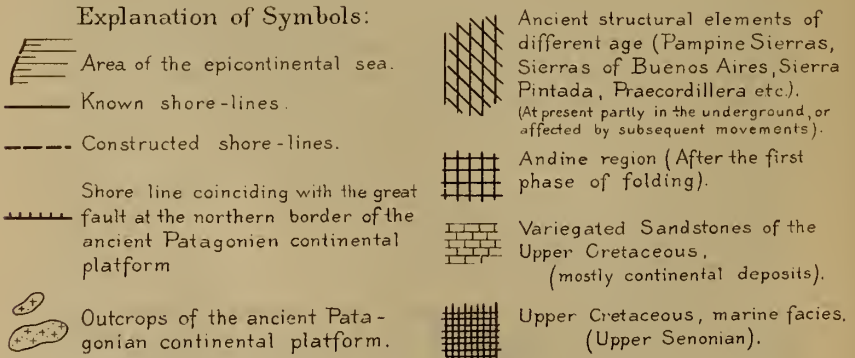 Explanation of Symbols:
Area of the epicontinental sea.
Known shore-lines.
Constructed shore-lines.
Shore line coinciding with the great
fault at the northern border of the
ancient Patagonien continental
platform
Outcrops of the ancient Pata-
gonian continental platform.
Ancient structural elements of
different age (Pampine Sierras,
Sierras of Buenos Aires, Sierra
Pintada, Praecordillera etc.).
(At present partly in the underground, or
affected by subsequent movements).
Andine region (After the first
phase of folding).
Variegated Sandstones of the
Upper Cretaceous,
(mostly continental deposits).
Upper Cretaceous, marine facies.
(Upper Senonian).